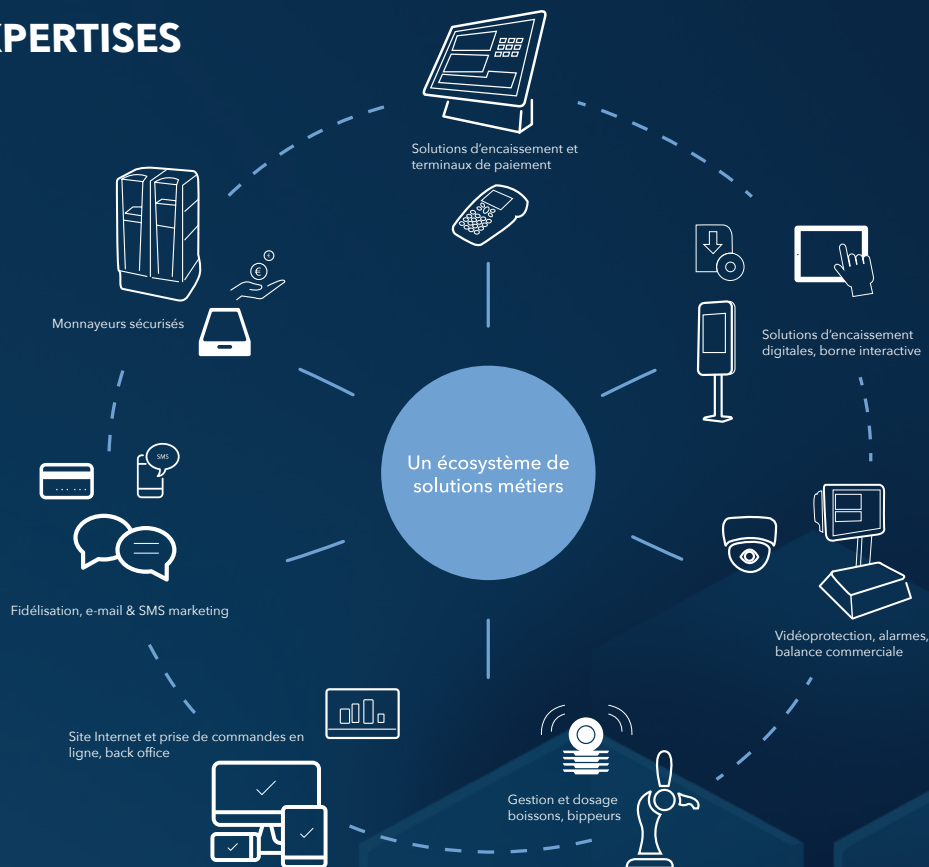 XPERTISES
Solutions d'encaissement et
terminaux de paiement
Monnayeurs sécurisés
€
€
Solutions d'encaissement
digitales, borne interactive
Un écosystème de
solutions métiers
SMS
Fidélisation, e-mail & SMS marketing
Vidéoprotection, alarmes,
balance commerciale
Site Internet et prise de commandes en
ligne, back office
Gestion et dosage
boissons, bippeurs